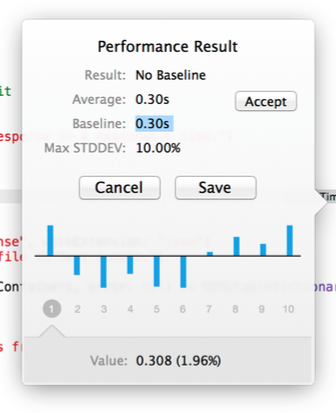 Performance Result
Result: No Baseline
Average: 0.30s
Accept
Baseline: 0.30s
Max STDDEV: 10.00%
Cancel Save
1 2 3 4 5 6 7 8 9 10
Value: 0.308 (1.96%)